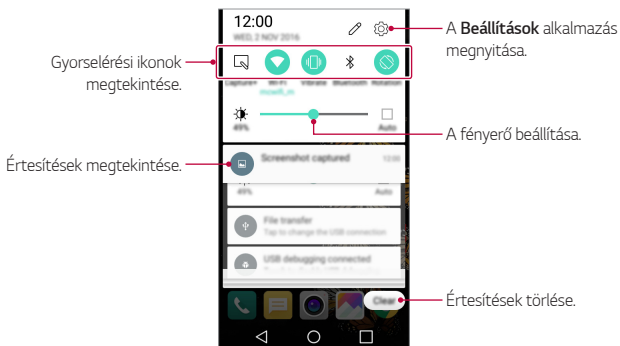 12:00
WED, 2 NOV 2016
A Beállítások alkalmazás
megnyitása.
Gyorselérési ikonok
megtekintése.
Capture+ Wi-Fi Vibrate Bluetooth Rotation
49% Auto
A fényerő beállítása.
Értesítések megtekintése.
Screenshot captured 12:00
49% Auto
File transfer
Tap to change the USB connection
USB debugging connected
Clear
Értesítések törlése.